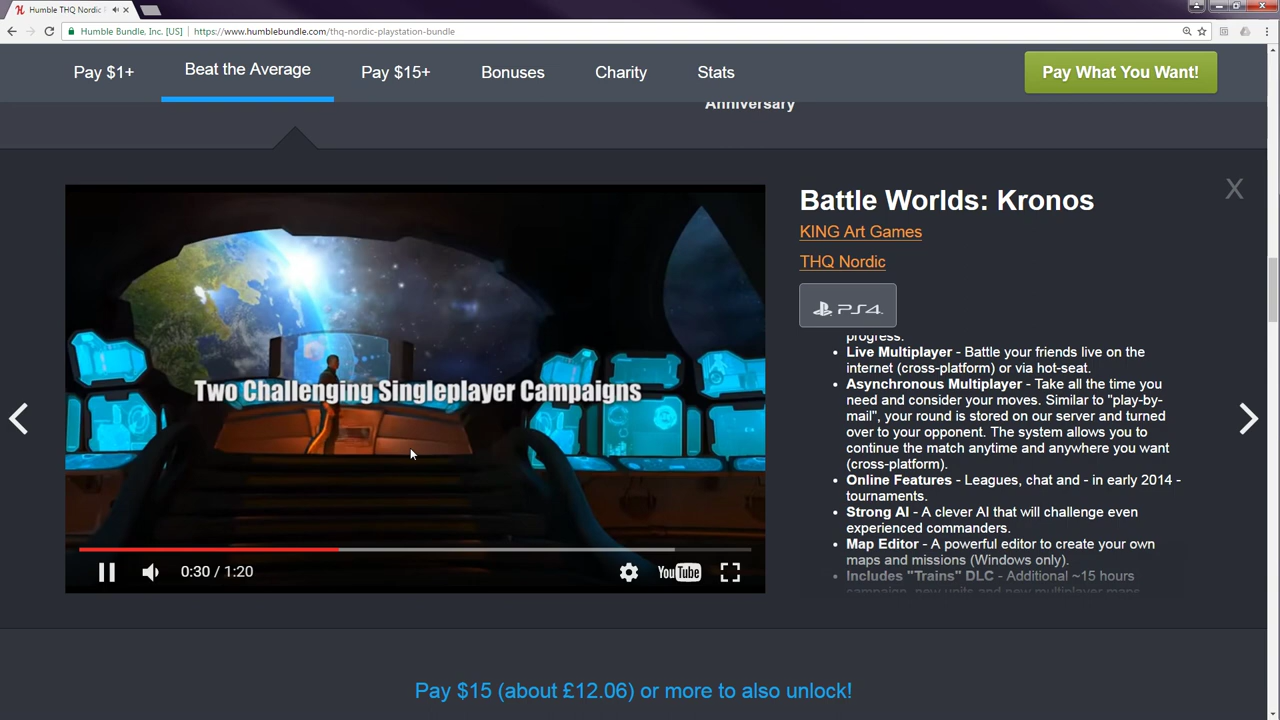 Humble THQ Nordic
Humble Bundle, Inc. [US]
https://www.humblebundle.com/thq-nordic-playstation-bundle
Pay $1+
Beat the Average
Pay $15+
Bonuses
Charity
Stats
Pay What You Want!
Anniversary
Battle Worlds: Kronos
X
KING Art Games
THQ Nordic
PS4
progress.
• Live Multiplayer - Battle your friends live on the
internet (cross-platform) or via hot-seat.
• Asynchronous Multiplayer - Take all the time you
need and consider your moves. Similar to "play-by-
mail", your round is stored on our server and turned
over to your opponent. The system allows you to
continue the match anytime and anywhere you want
(cross-platform).
• Online Features - Leagues, chat and - in early 2014 -
tournaments.
• Strong AI - A clever AI that will challenge even
experienced commanders.
• Map Editor - A powerful editor to create your own
maps and missions (Windows only).
• Includes "Trains" DLC - Additional ~15 hours
campaign, new units and new multiplayer maps
Two Challenging Singleplayer Campaigns
0:30 / 1:20
YouTube
Pay $15 (about £12.06) or more to also unlock!